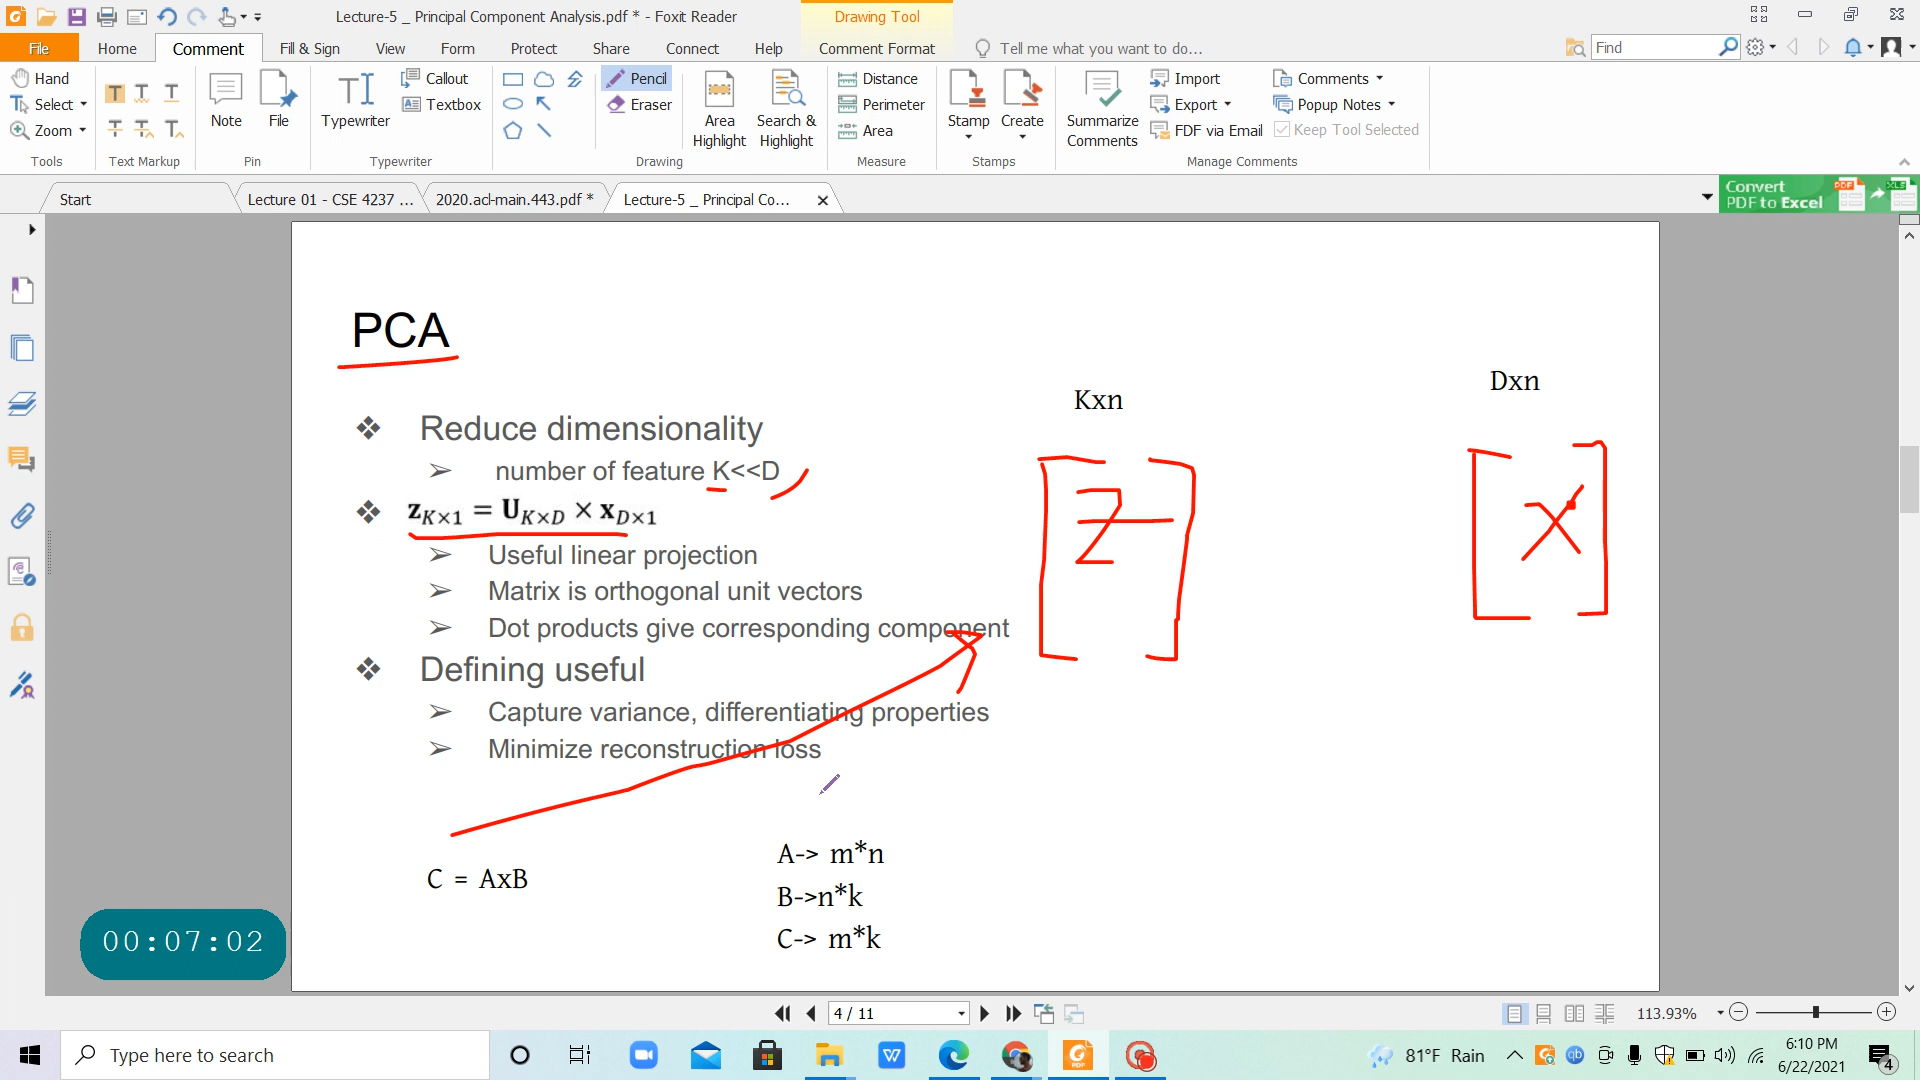 Lecture-5 _ Principal Component Analysis.pdf * - Foxit Reader
Drawing Tool
File Home Comment Fill & Sign View Form Protect Share Connect Help Comment Format Tell me what you want to do... Find
Hand
Select
Zoom
Tools
Text Markup
Note
File
Pin
Typewriter
Callout
Textbox
Typewriter
Pencil
Eraser
Area Highlight
Search & Highlight
Drawing
Distance
Perimeter
Area
Measure
Stamp
Create
Stamps
Summarize Comments
Import
Export
FDF via Email
Comments
Popup Notes
Keep Tool Selected
Manage Comments
Start
Lecture 01 - CSE 4237 ...
2020.acl-main.443.pdf *
Lecture-5 _ Principal Co...
Convert
PDF to Excel
PDF
XLS
PCA
Kxn
Dxn
❖ Reduce dimensionality
➢ number of feature K<<D
❖ z_{K×1} = U_{K×D} × x_{D×1}
➢ Useful linear projection
➢ Matrix is orthogonal unit vectors
➢ Dot products give corresponding component
❖ Defining useful
➢ Capture variance, differentiating properties
➢ Minimize reconstruction loss
Z
X
C = AxB
A-> m*n
B->n*k
C-> m*k
00:07:02
4 / 11
113.93%
Type here to search
81°F Rain
6:10 PM
6/22/2021
4